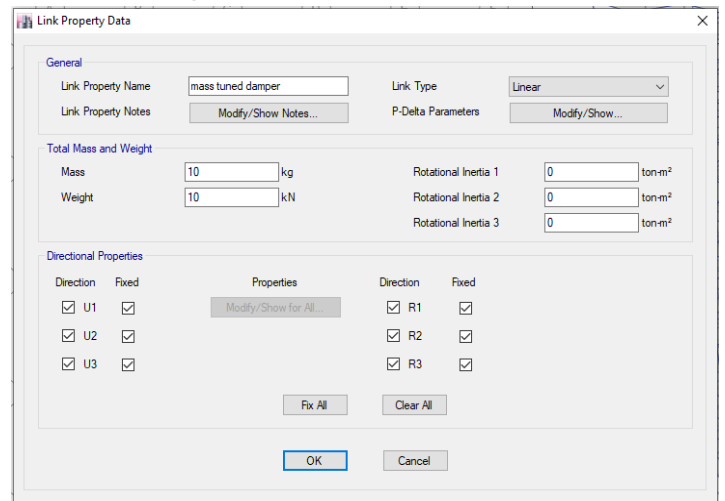 Link Property Data
General
Link Property Name mass tuned damper Link Type Linear
Link Property Notes Modify/Show Notes... P-Delta Parameters Modify/Show...
Total Mass and Weight
Mass 10 kg Rotational Inertia 1 0 ton-m²
Weight 10 kN Rotational Inertia 2 0 ton-m²
Rotational Inertia 3 0 ton-m²
Directional Properties
Direction Fixed Properties Direction Fixed
U1 Modify/Show for All... R1
U2 R2
U3 R3
Fix All Clear All
OK Cancel